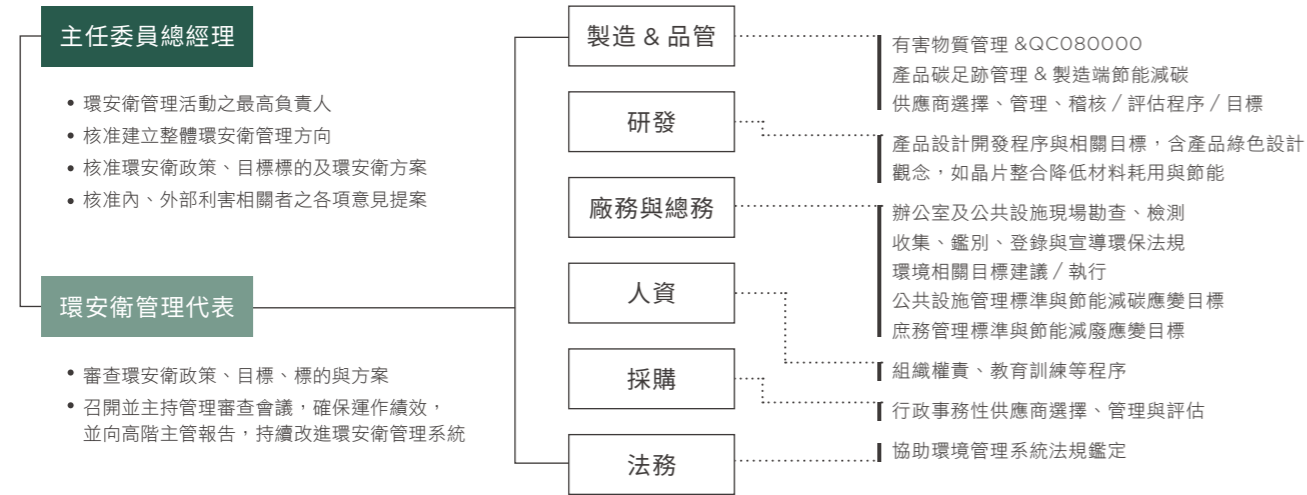 主任委員總經理
• 環安衛管理活動之最高負責人
• 核准建立整體環安衛管理方向
• 核准環安衛政策、目標標的及環安衛方案
• 核准內、外部利害相關者之各項意見提案
環安衛管理代表
• 審查環安衛政策、目標、標的與方案
• 召開並主持管理審查會議，確保運作績效，
並向高階主管報告，持續改進環安衛管理系統
製造 & 品管
有害物質管理 &QC080000
產品碳足跡管理 & 製造端節能減碳
供應商選擇、管理、稽核 / 評估程序 / 目標
研發
產品設計開發程序與相關目標，含產品綠色設計
觀念，如晶片整合降低材料耗用與節能
廠務與總務
辦公室及公共設施現場勘查、檢測
收集、鑑別、登錄與宣導環保法規
環境相關目標建議 / 執行
公共設施管理標準與節能減碳應變目標
庶務管理標準與節能減廢應變目標
人資
組織權責、教育訓練等程序
採購
行政事務性供應商選擇、管理與評估
法務
協助環境管理系統法規鑑定